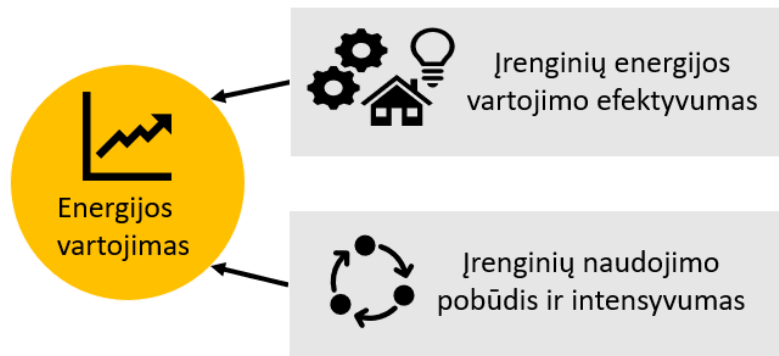 Energijos
vartojimas
Įrenginių energijos
vartojimo efektyvumas
Įrenginių naudojimo
pobūdis ir intensyvumas